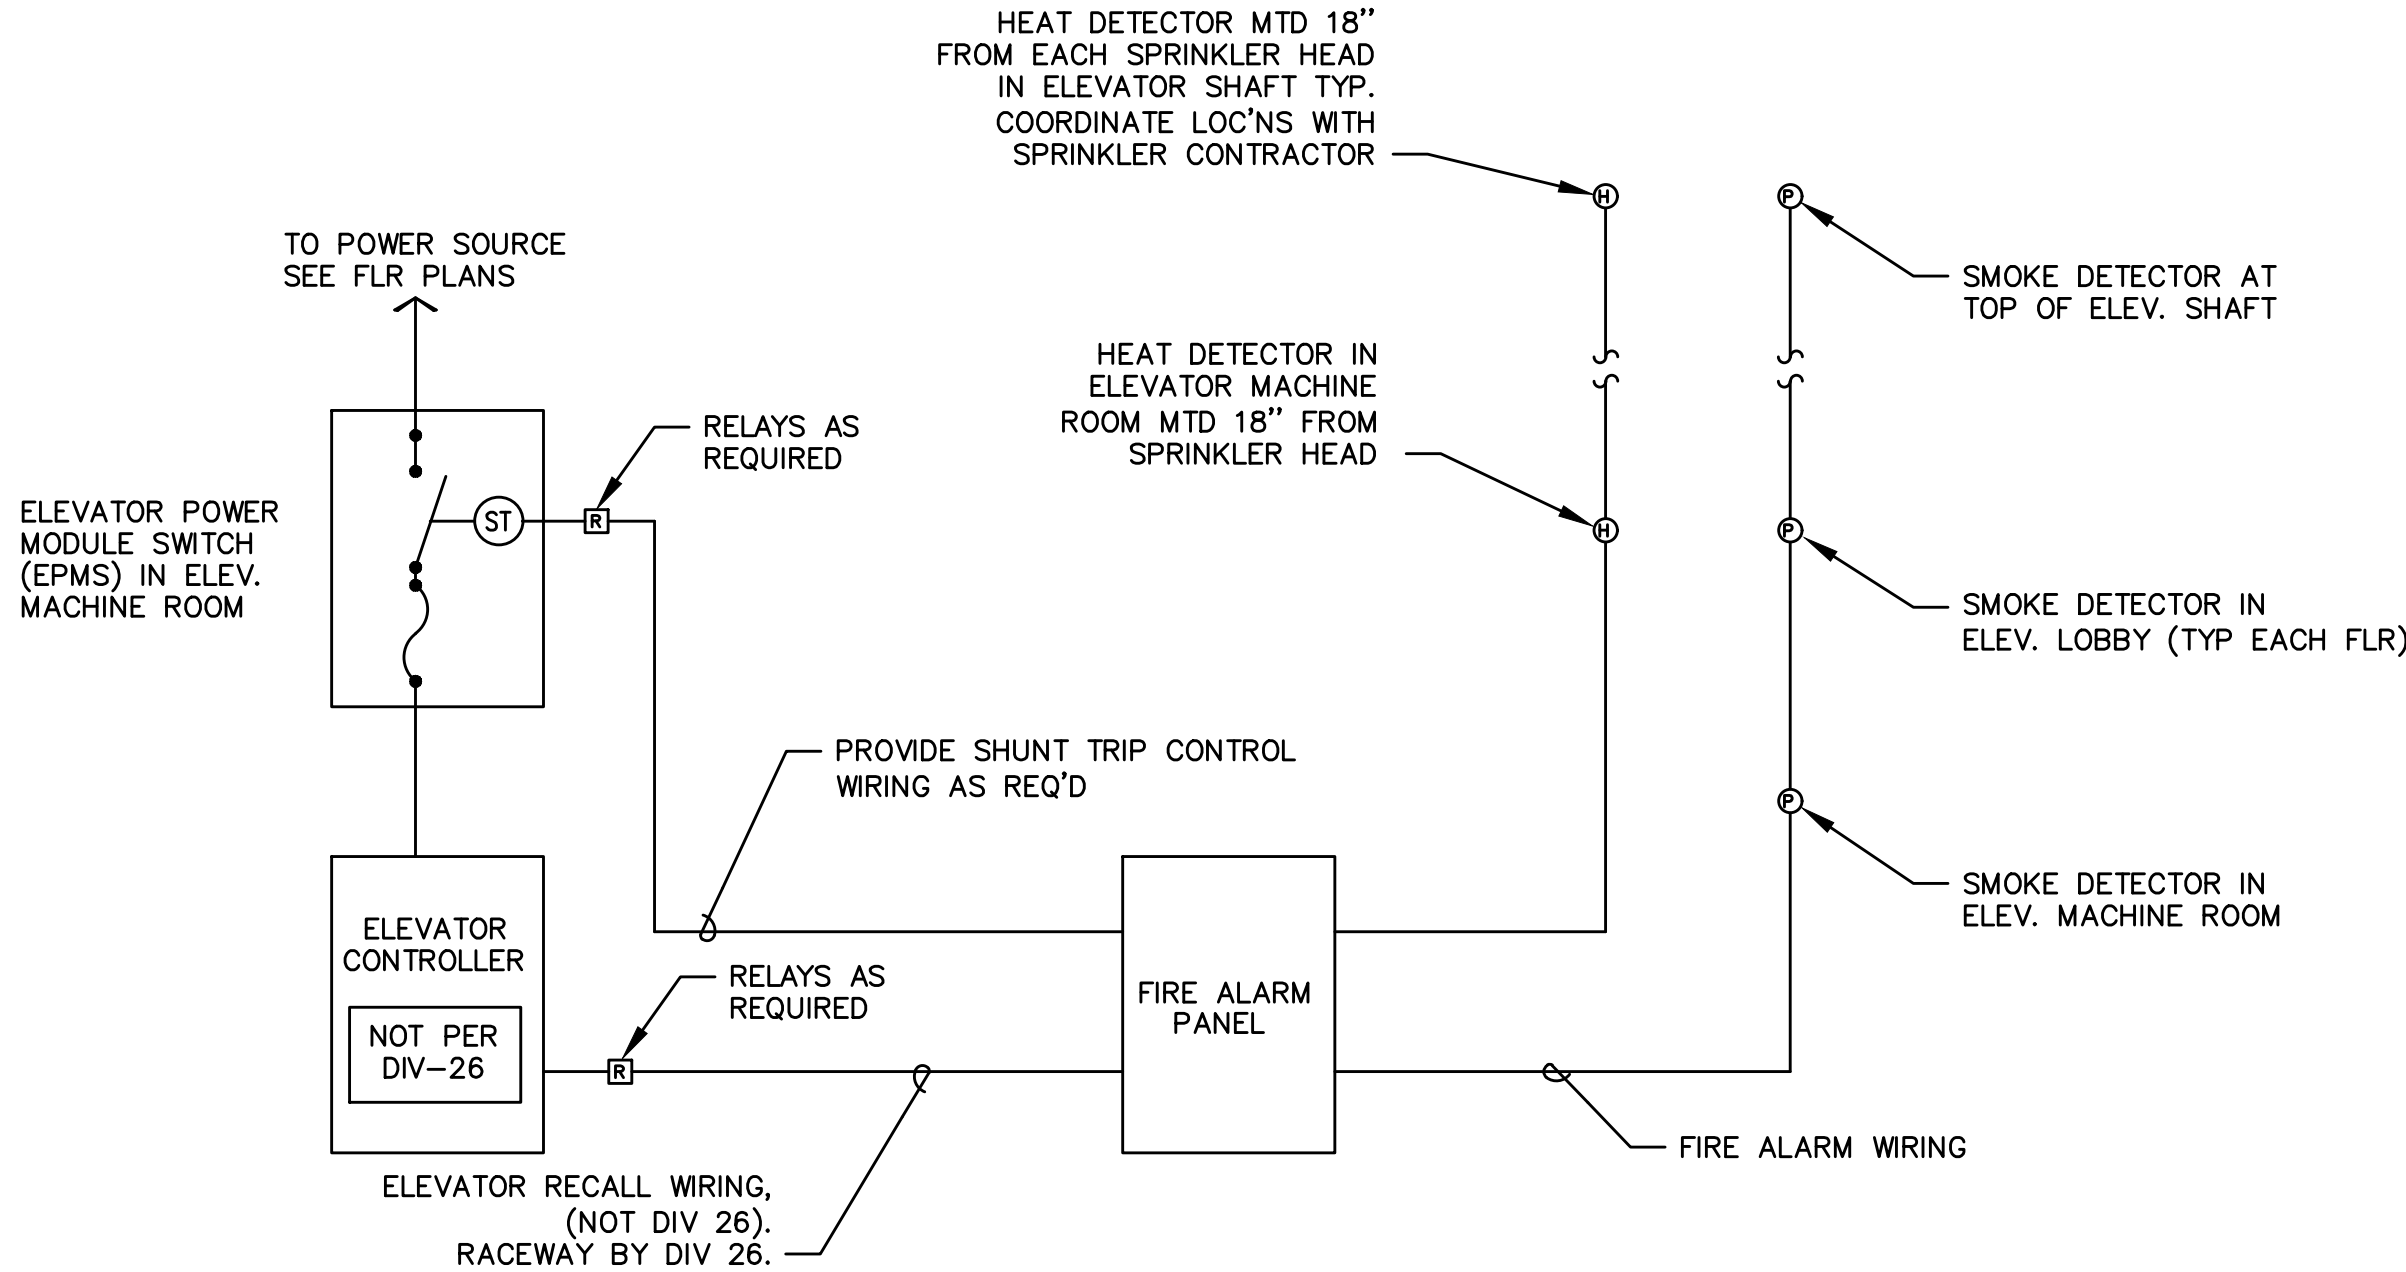 HEAT DETECTOR MTD 18''
FROM EACH SPRINKLER HEAD
IN ELEVATOR SHAFT TYP.
COORDINATE LOC'NS WITH
SPRINKLER CONTRACTOR
H
P
TO POWER SOURCE
SEE FLR PLANS
SMOKE DETECTOR AT
TOP OF ELEV. SHAFT
HEAT DETECTOR IN
ELEVATOR MACHINE
ROOM MTD 18'' FROM
SPRINKLER HEAD
RELAYS AS
REQUIRED
ELEVATOR POWER
MODULE SWITCH
(EPMS) IN ELEV.
MACHINE ROOM
ST
R
H
P
SMOKE DETECTOR IN
ELEV. LOBBY (TYP EACH FLR)
PROVIDE SHUNT TRIP CONTROL
WIRING AS REQ'D
P
SMOKE DETECTOR IN
ELEV. MACHINE ROOM
ELEVATOR
CONTROLLER
NOT PER
DIV-26
RELAYS AS
REQUIRED
R
FIRE ALARM
PANEL
FIRE ALARM WIRING
ELEVATOR RECALL WIRING,
(NOT DIV 26).
RACEWAY BY DIV 26.